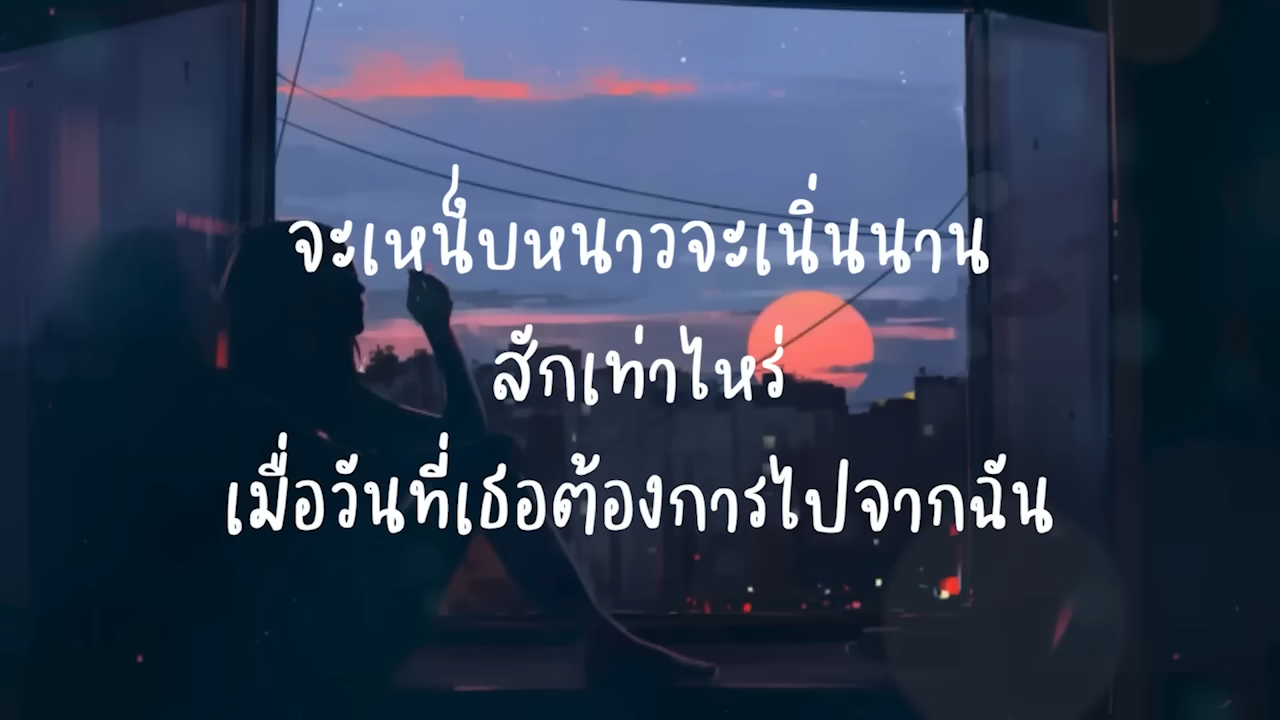 จะเหน็บหนาวจะเนิ่นนาน
สักเท่าไหร่
เมื่อวันที่เธอต้องการไปจากฉัน